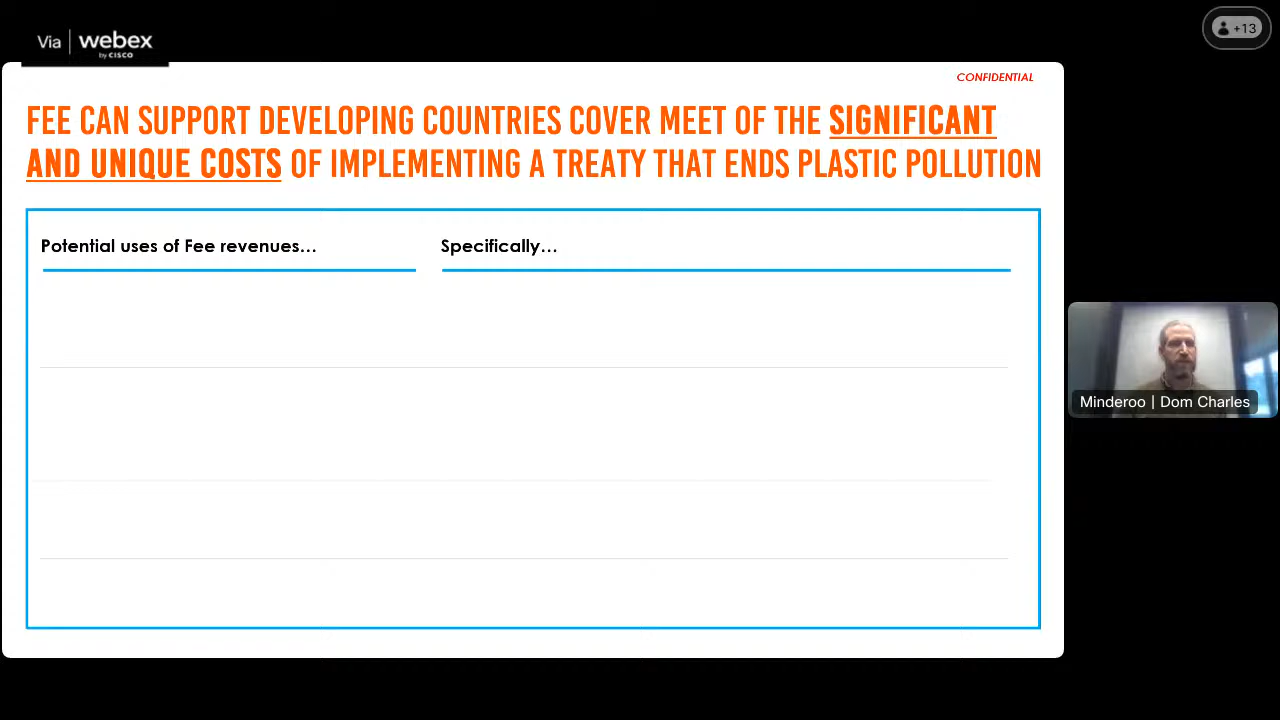 Via webex
by CISCO
+13
CONFIDENTIAL
FEE CAN SUPPORT DEVELOPING COUNTRIES COVER MEET OF THE SIGNIFICANT
AND UNIQUE COSTS OF IMPLEMENTING A TREATY THAT ENDS PLASTIC POLLUTION
Potential uses of Fee revenues...
Specifically...
Minderoo | Dom Charles